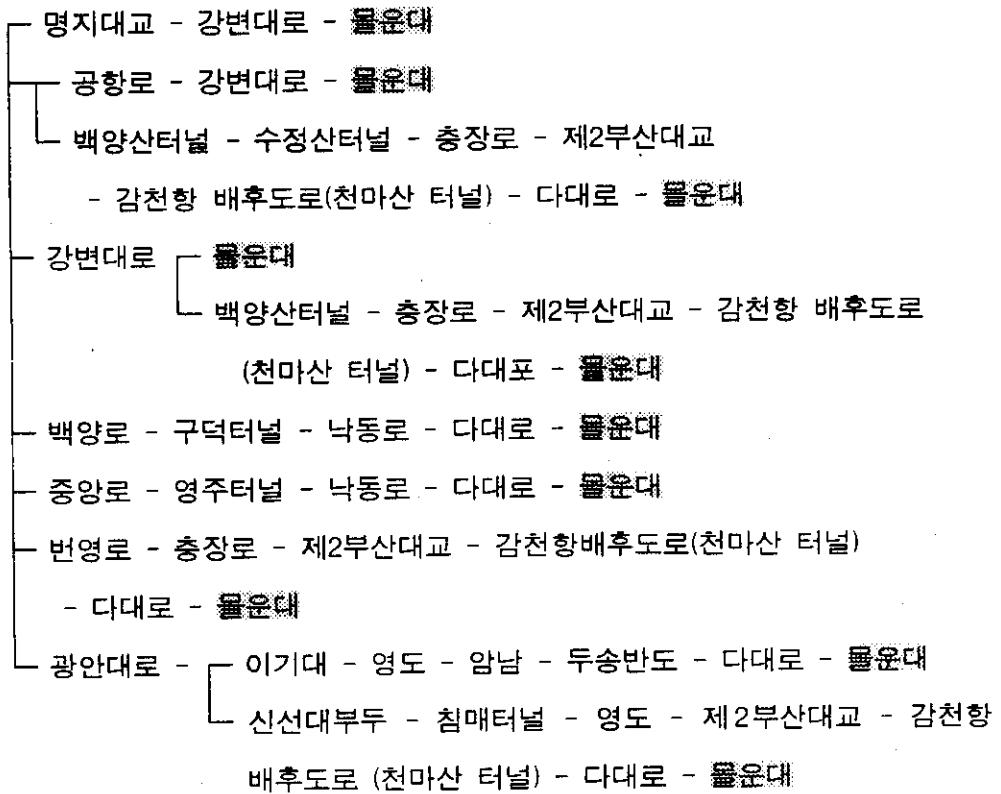 명지대교 - 강변대로 - 몰운대
공항로 - 강변대로 - 몰운대
백양산터널 - 수정산터널 - 충장로 - 제2부산대교
- 감천항 배후도로(천마산 터널) - 다대로 - 몰운대
강변대로 몰운대
백양산터널 - 충장로 - 제2부산대교 - 감천항 배후도로
(천마산 터널) - 다대포 - 몰운대
백양로 - 구덕터널 - 낙동로 - 다대로 - 몰운대
중앙로 - 영주터널 - 낙동로 - 다대로 - 몰운대
번영로 - 충장로 - 제2부산대교 - 감천항배후도로(천마산 터널)
- 다대로 - 몰운대
광안대로 - 이기대 - 영도 - 암남 - 두송반도 - 다대로 - 몰운대
신선대부두 - 침매터널 - 영도 - 제2부산대교 - 감천항
배후도로 (천마산 터널) - 다대로 - 몰운대